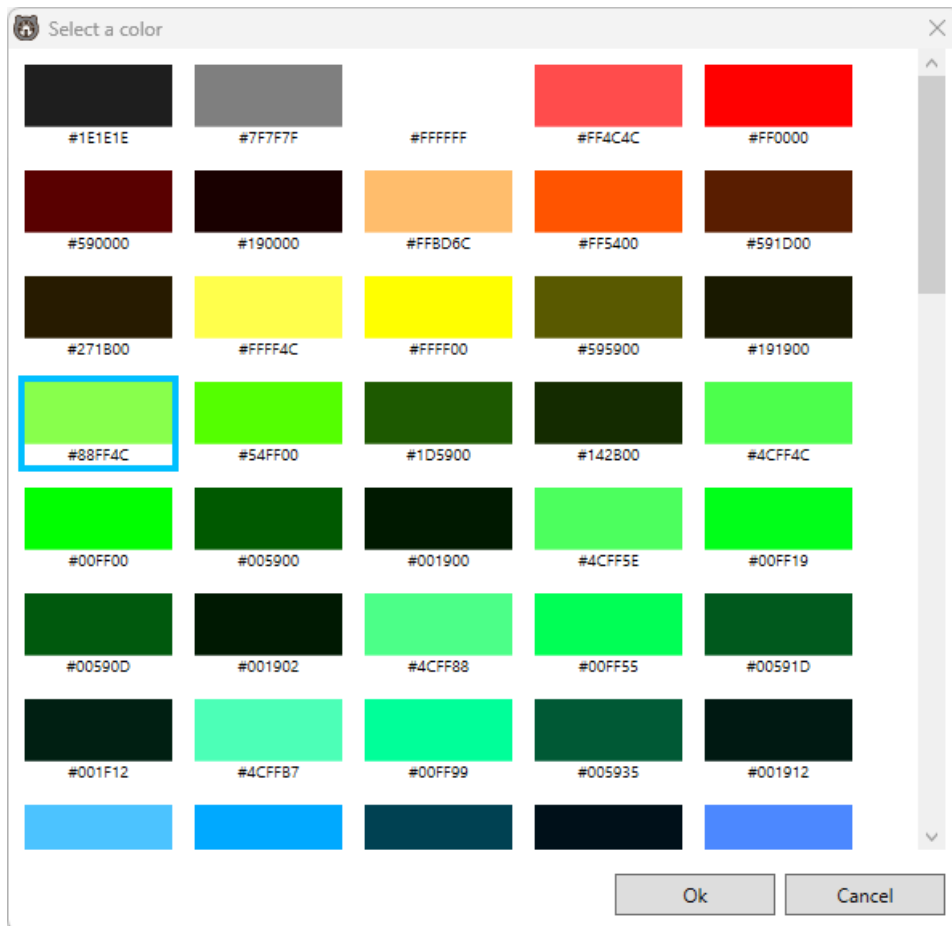 Select a color
#1E1E1E #7F7F7F #FFFFFF #FF4C4C #FF0000
#590000 #190000 #FFBD6C #FF5400 #591D00
#271B00 #FFFF4C #FFFF00 #595900 #191900
#88FF4C #54FF00 #1D5900 #142B00 #4CFF4C
#00FF00 #005900 #001900 #4CFF5E #00FF19
#00590D #001902 #4CFF88 #00FF55 #00591D
#001F12 #4CFFB7 #00FF99 #005935 #001912
Ok Cancel